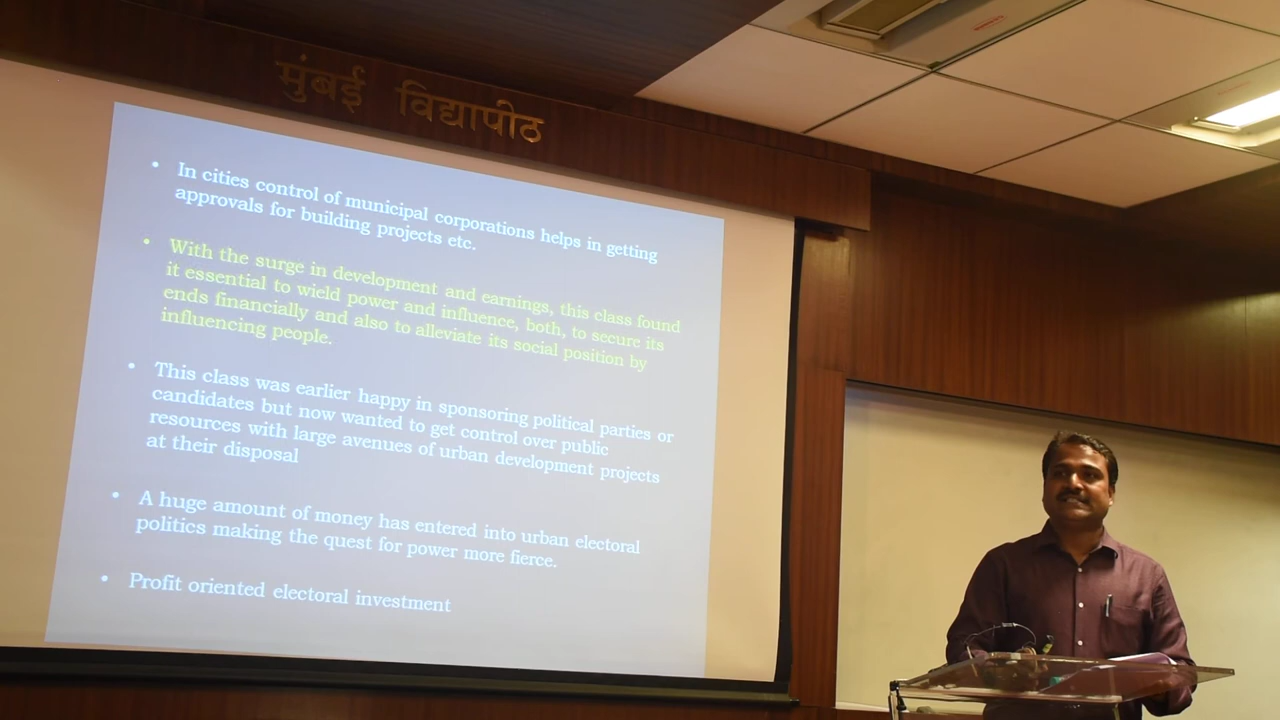 मुंबई विद्यापीठ
• In cities control of municipal corporations helps in getting
approvals for building projects etc.
• With the surge in development and earnings, this class found
it essential to wield power and influence, both, to secure its
ends financially and also to alleviate its social position by
influencing people.
• This class was earlier happy in sponsoring political parties or
candidates but now wanted to get control over public
resources with large avenues of urban development projects
at their disposal
• A huge amount of money has entered into urban electoral
politics making the quest for power more fierce.
• Profit oriented electoral investment